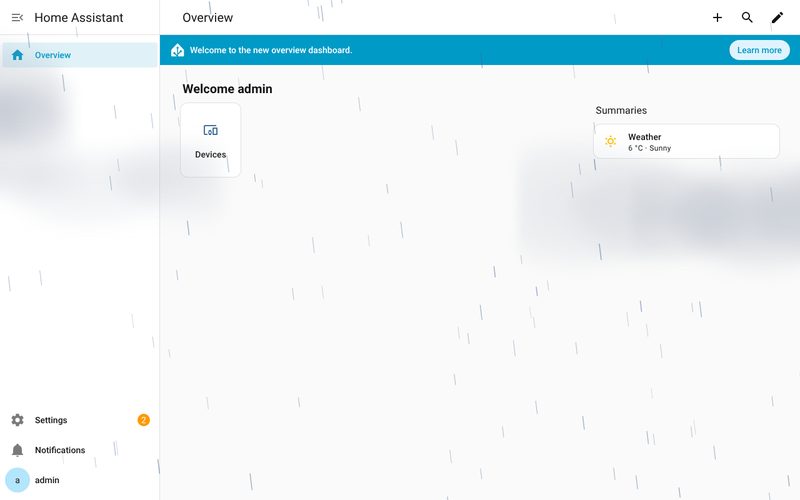 Home Assistant
Overview
Overview
Welcome to the new overview dashboard.
Learn more
Welcome admin
Devices
Summaries
Weather
6 °C · Sunny
Settings
2
Notifications
a
admin